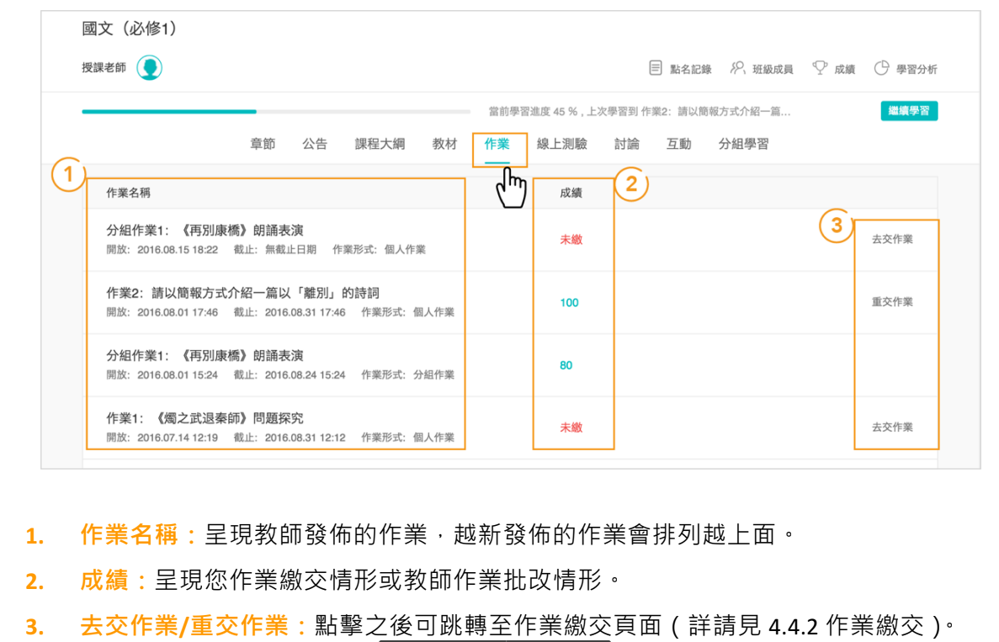 國文（必修1）
授課老師
點名記錄 班級成員 成績 學習分析
當前學習進度 45 % , 上次學習到 作業2: 請以簡報方式介紹一篇... 繼續學習
章節 公告 課程大綱 教材 作業 線上測驗 討論 互動 分組學習
1 2
作業名稱 成績
3
分組作業1: 《再別康橋》朗誦表演
開放: 2016.08.15 18:22 截止: 無截止日期 作業形式: 個人作業
未繳 去交作業
作業2: 請以簡報方式介紹一篇以「離別」的詩詞
開放: 2016.08.01 17:46 截止: 2016.08.31 17:46 作業形式: 個人作業
100 重交作業
分組作業1: 《再別康橋》朗誦表演
開放: 2016.08.01 15:24 截止: 2016.08.24 15:24 作業形式: 分組作業
80
作業1: 《燭之武退秦師》問題探究
開放: 2016.07.14 12:19 截止: 2016.08.31 12:12 作業形式: 個人作業
未繳 去交作業
1. 作業名稱：呈現教師發佈的作業，越新發佈的作業會排列越上面。
2. 成績：呈現您作業繳交情形或教師作業批改情形。
3. 去交作業/重交作業：點擊之後可跳轉至作業繳交頁面（詳請見 4.4.2 作業繳交）。